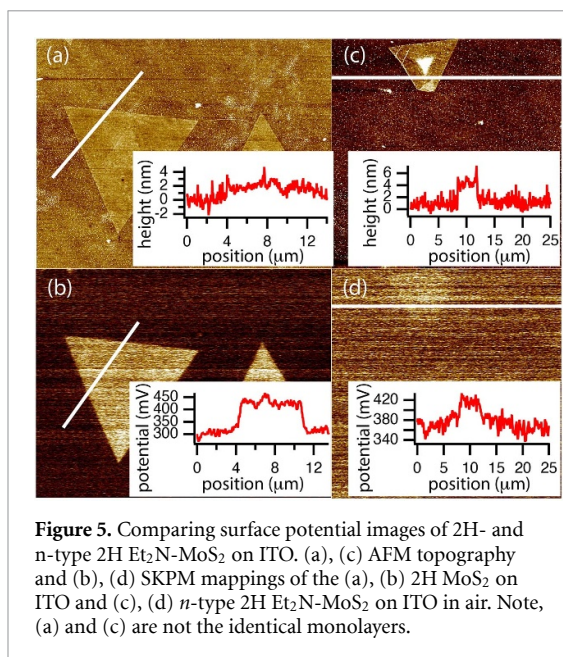 (a)
(c)
4
2
0
-2
height (nm)
0
4
8
12
position (μm)
6
4
2
0
height (nm)
0
5
10
15
20
25
position (μm)
(b)
(d)
450
400
350
300
potential (mV)
0
4
8
12
position (μm)
420
380
340
potential (mV)
0
5
10
15
20
25
position (μm)
Figure 5. Comparing surface potential images of 2H- and
n-type 2H Et₂N-MoS₂ on ITO. (a), (c) AFM topography
and (b), (d) SKPM mappings of the (a), (b) 2H MoS₂ on
ITO and (c), (d) n-type 2H Et₂N-MoS₂ on ITO in air. Note,
(a) and (c) are not the identical monolayers.